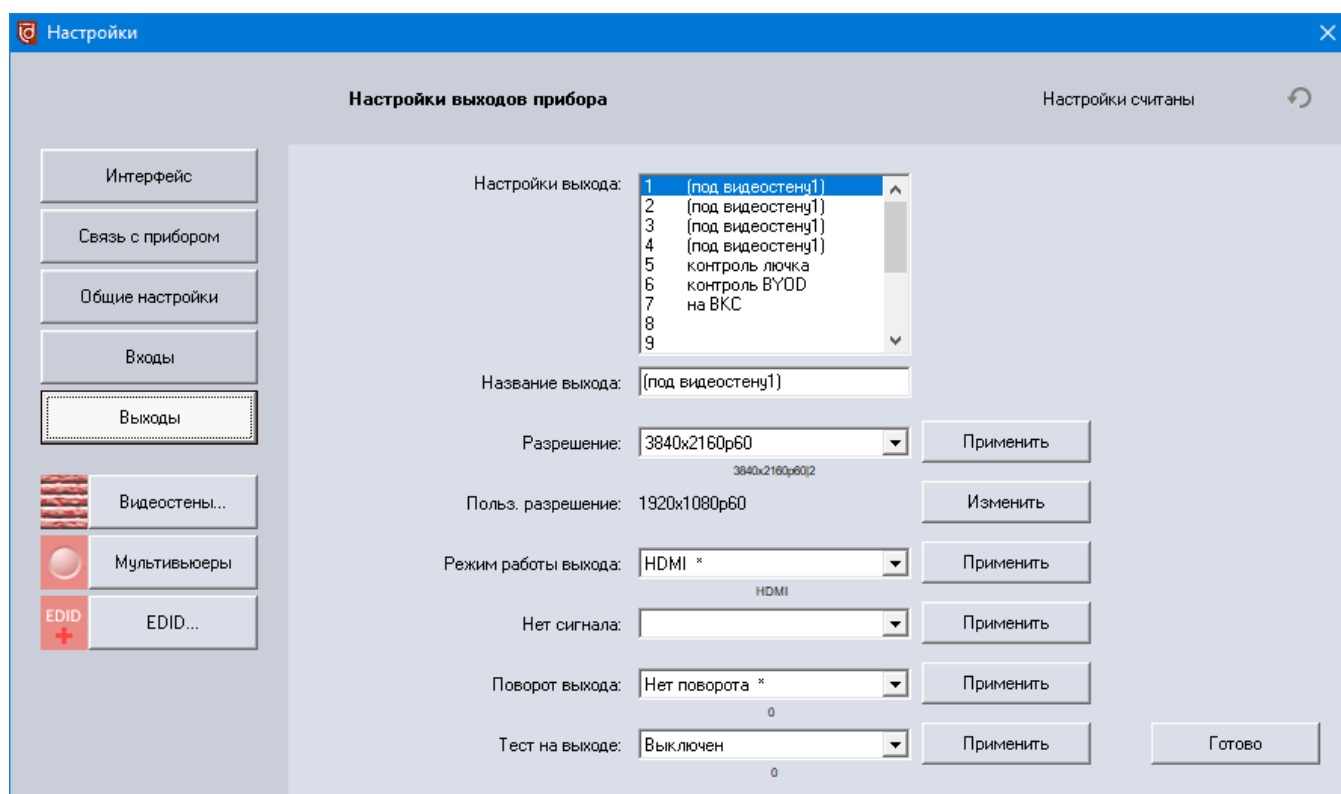 Настройки
Настройки выходов прибора
Настройки считаны
Интерфейс
Связь с прибором
Общие настройки
Входы
Выходы
Видеостены...
Мультивьюеры
EDID
EDID...
Настройки выхода:
1 (под видеостену1)
2 (под видеостену1)
3 (под видеостену1)
4 (под видеостену1)
5 контроль лючка
6 контроль BYOD
7 на ВКС
8
9
Название выхода: (под видеостену1)
Разрешение: 3840x2160p60 Применить
3840x2160p60|2
Польз. разрешение: 1920x1080p60 Изменить
Режим работы выхода: HDMI * Применить
HDMI
Нет сигнала: Применить
Поворот выхода: Нет поворота * Применить
0
Тест на выходе: Выключен Применить Готово
0